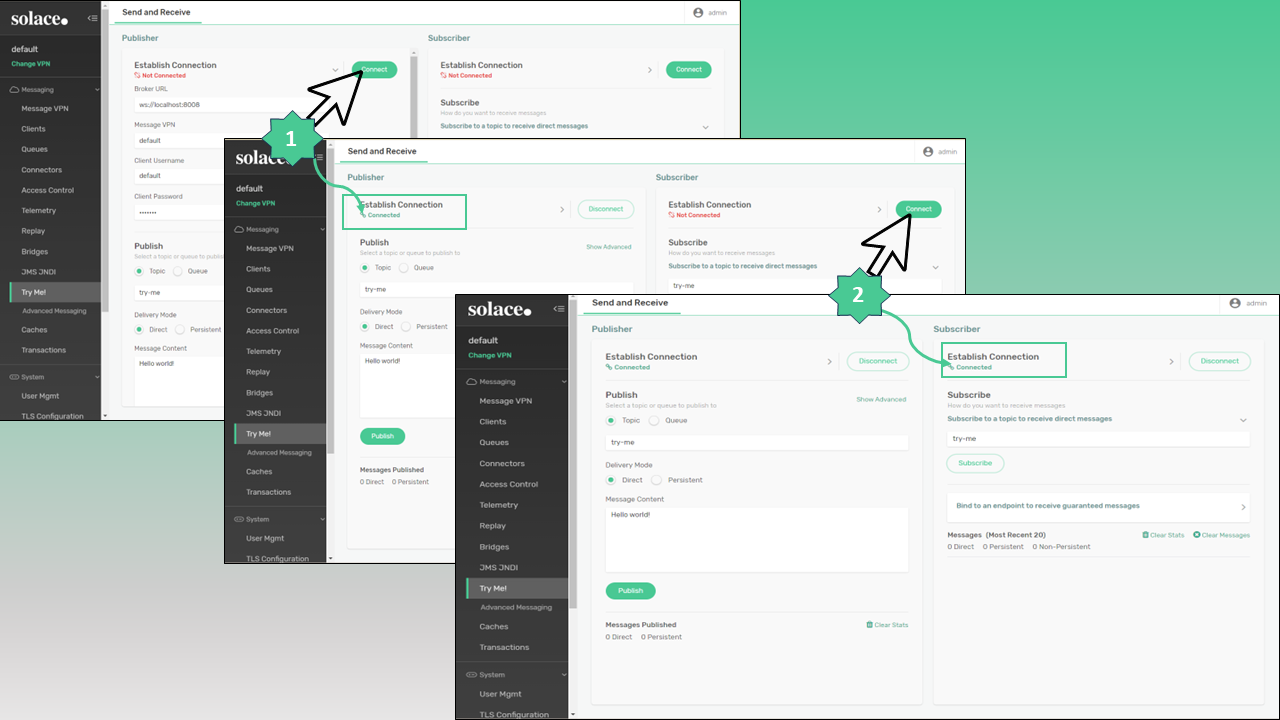 solace.
default
Change VPN
Messaging
Message VPN
Clients
Queues
Connectors
Access Control
Telemetry
Replay
Bridges
JMS JNDI
Try Me!
Advanced Messaging
Caches
Transactions
System
User Mgmt
TLS Configuration
Send and Receive
admin
Publisher
Establish Connection
Not Connected
Connect
Broker URL
ws://localhost:8008
Message VPN
default
Client Username
default
Client Password
•••••••
Publish
Select a topic or queue to publis
Topic Queue
try-me
Delivery Mode
Direct Persistent
Message Content
Hello world!
Subscriber
Establish Connection
Not Connected
Connect
Subscribe
How do you want to receive messages
Subscribe to a topic to receive direct messages
1
solace
default
Change VPN
Messaging
Message VPN
Clients
Queues
Connectors
Access Control
Telemetry
Replay
Bridges
JMS JNDI
Try Me!
Advanced Messaging
Caches
Transactions
System
User Mgmt
TLS Configuration
Send and Receive
admin
Publisher
Establish Connection
Connected
Disconnect
Publish
Show Advanced
Select a topic or queue to publish to
Topic Queue
try-me
Delivery Mode
Direct Persistent
Message Content
Hello world!
Publish
Messages Published
0 Direct 0 Persistent
Subscriber
Establish Connection
Not Connected
Connect
Subscribe
How do you want to receive messages
Subscribe to a topic to receive direct messages
try-me
2
solace.
default
Change VPN
Messaging
Message VPN
Clients
Queues
Connectors
Access Control
Telemetry
Replay
Bridges
JMS JNDI
Try Me!
Advanced Messaging
Caches
Transactions
System
User Mgmt
TLS Configuration
Send and Receive
admin
Publisher
Establish Connection
Connected
Disconnect
Publish
Show Advanced
Select a topic or queue to publish to
Topic Queue
try-me
Delivery Mode
Direct Persistent
Message Content
Hello world!
Publish
Messages Published
Clear Stats
0 Direct 0 Persistent
Subscriber
Establish Connection
Connected
Disconnect
Subscribe
How do you want to receive messages
Subscribe to a topic to receive direct messages
try-me
Subscribe
Bind to an endpoint to receive guaranteed messages
Messages (Most Recent 20)
Clear Stats Clear Messages
0 Direct 0 Persistent 0 Non-Persistent